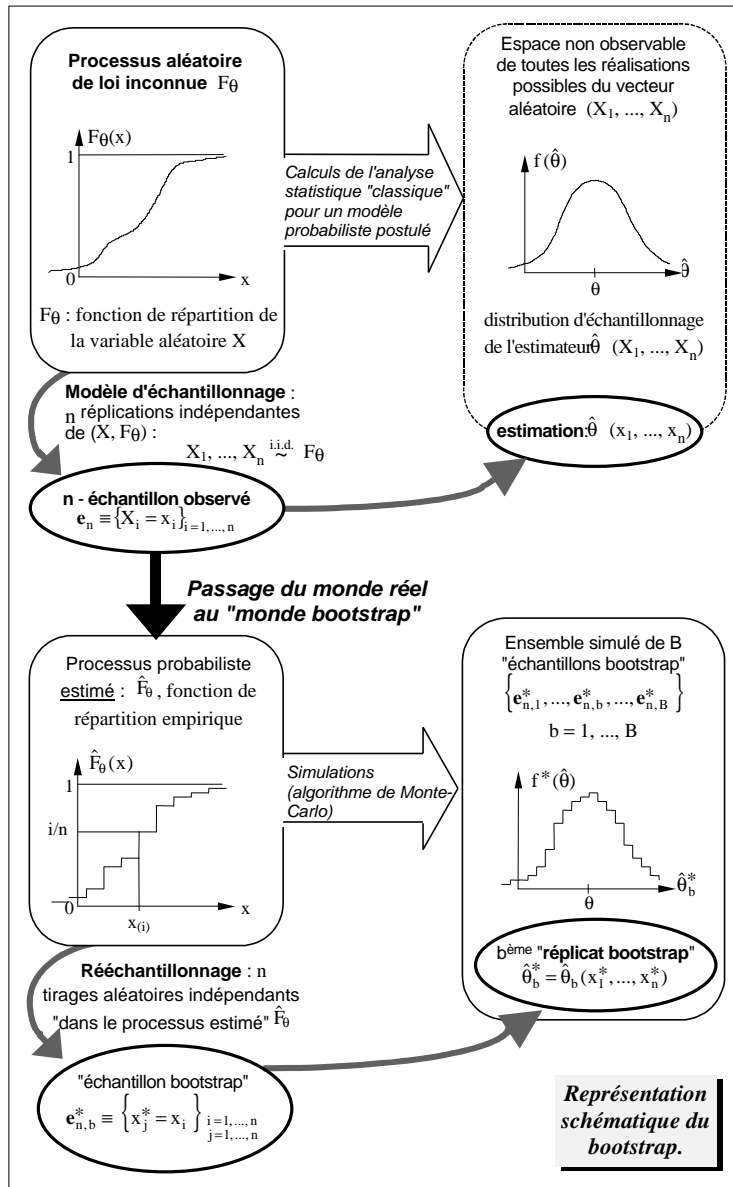 Processus aléatoire
de loi inconnue Fθ
Fθ(x)
1
0
x
Fθ : fonction de répartition de
la variable aléatoire X
Calculs de l'analyse
statistique "classique"
pour un modèle
probabiliste postulé
Espace non observable
de toutes les réalisations
possibles du vecteur
aléatoire (X₁, ..., Xₙ)
f(θ̂)
θ̂
θ
distribution d'échantillonnage
de l'estimateurθ̂ (X₁, ..., Xₙ)
estimation:θ̂ (x₁, ..., xₙ)
Modèle d'échantillonnage :
n réplications indépendantes
de (X, Fθ) :
X₁, ..., Xₙ i.i.d. ~ Fθ
n - échantillon observé
eₙ ≡ {Xᵢ = xᵢ} i = 1, ..., n
Passage du monde réel
au "monde bootstrap"
Processus probabiliste
estimé : F̂θ, fonction de
répartition empirique
F̂θ(x)
1
i/n
0
x₍ᵢ₎
x
Simulations
(algorithme de Monte-
Carlo)
Ensemble simulé de B
"échantillons bootstrap"
{e*n,1, ..., e*n,b, ..., e*n,B}
b = 1, ..., B
f*(θ̂)
θ̂*b
θ
bème "réplicat bootstrap"
θ̂*b = θ̂b(x*1, ..., x*n)
Rééchantillonnage : n
tirages aléatoires indépendants
"dans le processus estimé" F̂θ
"échantillon bootstrap"
e*n,b ≡ {x*j = xᵢ} i=1, ..., n
j=1, ..., n
Représentation
schématique du
bootstrap.